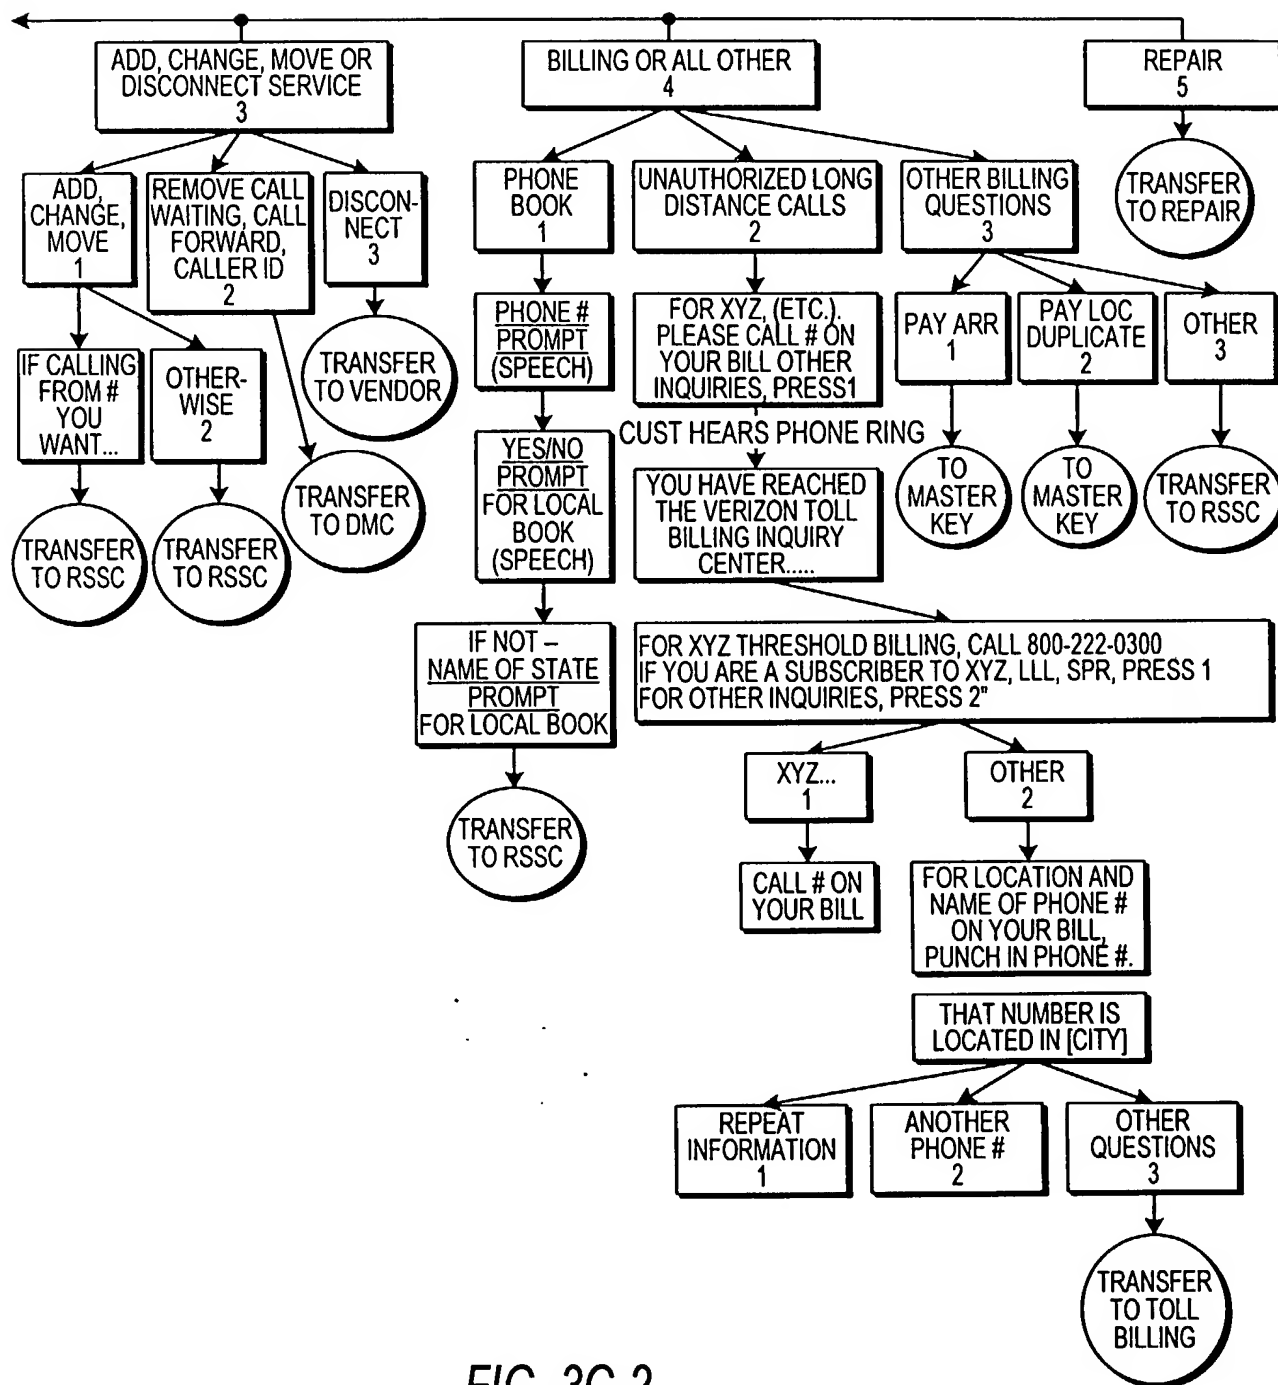 ADD, CHANGE, MOVE OR
DISCONNECT SERVICE
3
BILLING OR ALL OTHER
4
REPAIR
5
ADD,
CHANGE,
MOVE
1
REMOVE CALL
WAITING, CALL
FORWARD,
CALLER ID
2
DISCON-
NECT
3
PHONE
BOOK
1
UNAUTHORIZED LONG
DISTANCE CALLS
2
OTHER BILLING
QUESTIONS
3
TRANSFER
TO REPAIR
IF CALLING
FROM #
YOU
WANT...
OTHER-
WISE
2
TRANSFER
TO VENDOR
PHONE #
PROMPT
(SPEECH)
FOR XYZ, (ETC.).
PLEASE CALL # ON
YOUR BILL OTHER
INQUIRIES, PRESS1
PAY ARR
1
PAY LOC
DUPLICATE
2
OTHER
3
CUST HEARS PHONE RING
TRANSFER
TO RSSC
TRANSFER
TO RSSC
TRANSFER
TO DMC
YES/NO
PROMPT
FOR LOCAL
BOOK
(SPEECH)
YOU HAVE REACHED
THE VERIZON TOLL
BILLING INQUIRY
CENTER.....
TO
MASTER
KEY
TO
MASTER
KEY
TRANSFER
TO RSSC
IF NOT –
NAME OF STATE
PROMPT
FOR LOCAL BOOK
FOR XYZ THRESHOLD BILLING, CALL 800-222-0300
IF YOU ARE A SUBSCRIBER TO XYZ, LLL, SPR, PRESS 1
FOR OTHER INQUIRIES, PRESS 2"
TRANSFER
TO RSSC
XYZ...
1
OTHER
2
CALL # ON
YOUR BILL
FOR LOCATION AND
NAME OF PHONE #
ON YOUR BILL,
PUNCH IN PHONE #.
THAT NUMBER IS
LOCATED IN [CITY]
REPEAT
INFORMATION
1
ANOTHER
PHONE #
2
OTHER
QUESTIONS
3
TRANSFER
TO TOLL
BILLING
FIG. 3C-2